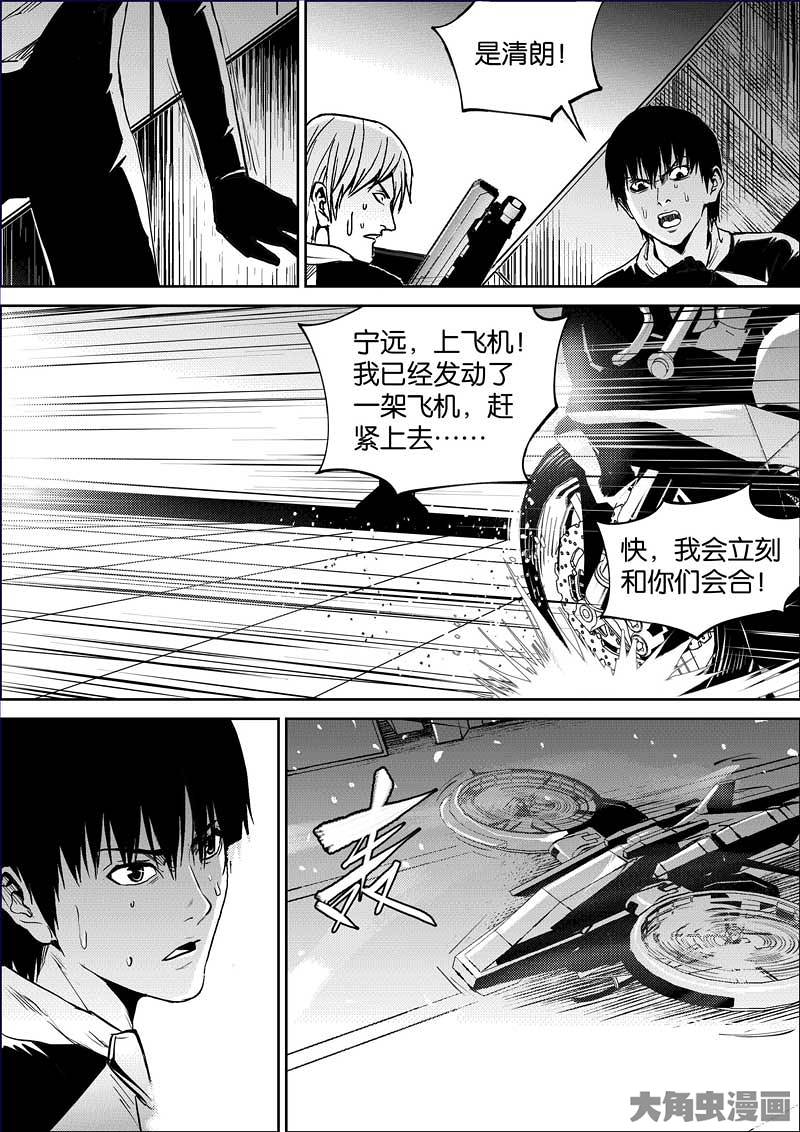 是清朗！
宁远，上飞机！
我已经发动了
一架飞机，赶
紧上去……
快，我会立刻
和你们会合！
大角虫漫画